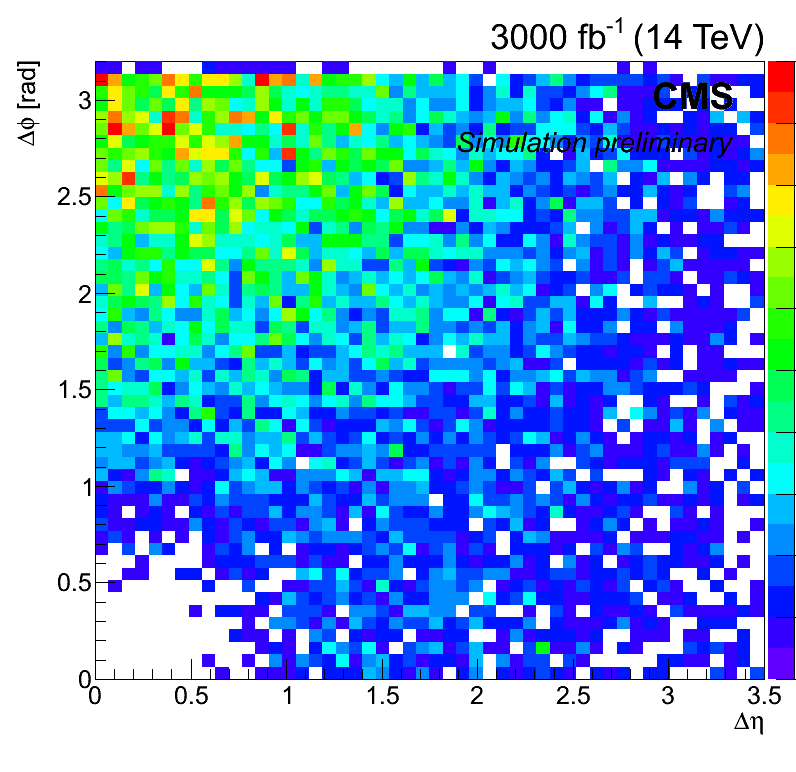 3000 fb⁻¹ (14 TeV)
Δϕ [rad]
CMS
Simulation preliminary
3
2.5
2
1.5
1
0.5
0
0 0.5 1 1.5 2 2.5 3 3.5
Δη